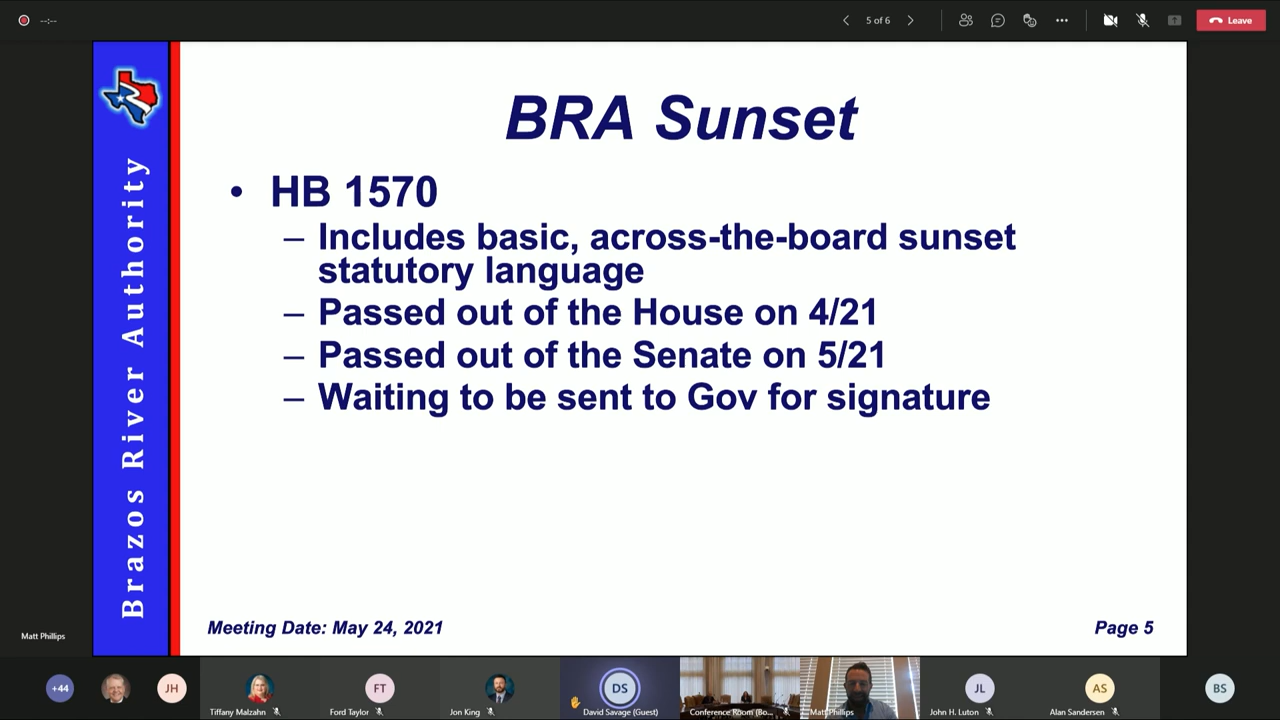 --:--
5 of 6
Leave
Brazos River Authority
BRA Sunset
• HB 1570
– Includes basic, across-the-board sunset
statutory language
– Passed out of the House on 4/21
– Passed out of the Senate on 5/21
– Waiting to be sent to Gov for signature
Meeting Date: May 24, 2021
Page 5
Matt Phillips
+44
JH
Tiffany Malzahn
FT
Ford Taylor
Jon King
DS
David Savage (Guest)
Conference Room (Bo...
Matt Phillips
JL
John H. Luton
AS
Alan Sandersen
BS